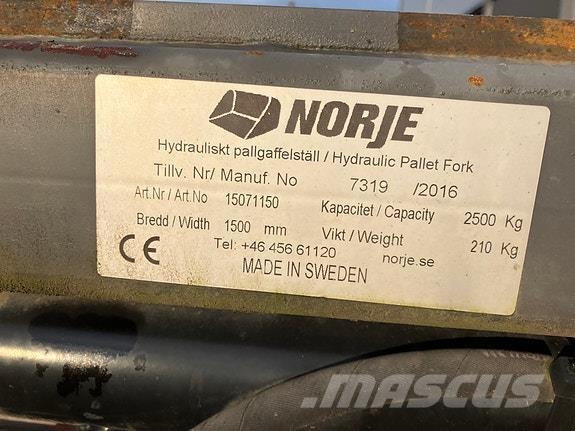 NORJE
Hydrauliskt pallgaffelställ / Hydraulic Pallet Fork
Tillv. Nr/ Manuf. No 7319 /2016
Art.Nr / Art.No 15071150 Kapacitet / Capacity 2500 Kg
Bredd / Width 1500 mm Vikt / Weight 210 Kg
CE Tel: +46 456 61120 norje.se
MADE IN SWEDEN
MASCUS